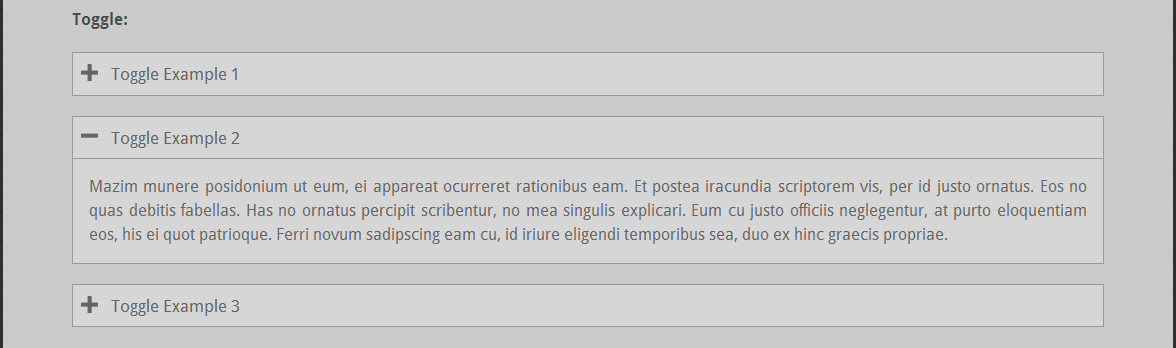 Toggle:
Toggle Example 1
Toggle Example 2
Mazim munere posidonium ut eum, ei appareat ocurreret rationibus eam. Et postea iracundia scriptorem vis, per id justo ornatus. Eos no
quas debitis fabellas. Has no ornatus percipit scribentur, no mea singulis explicari. Eum cu justo officiis neglegentur, at purto eloquentiam
eos, his ei quot patrioque. Ferri novum sadipscing eam cu, id iriure eligendi temporibus sea, duo ex hinc graecis propriae.
Toggle Example 3